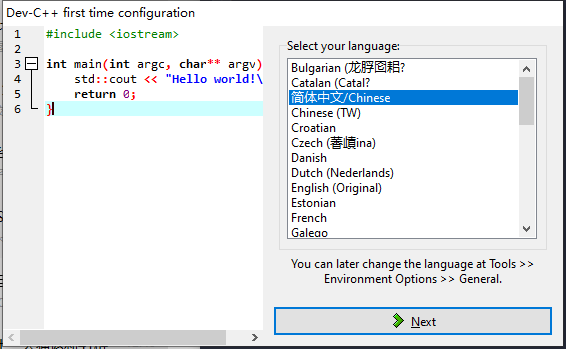 Dev-C++ first time configuration
1 #include <iostream>
2
3 int main(int argc, char** argv)
4 std::cout << "Hello world!\
5 return 0;
6 }
Select your language:
Bulgarian (龙脬囵耜?
Catalan (Catal?
简体中文/Chinese
Chinese (TW)
Croatian
Czech (萫嶒ina)
Danish
Dutch (Nederlands)
English (Original)
Estonian
French
Galego
You can later change the language at Tools >>
Environment Options >> General.
Next